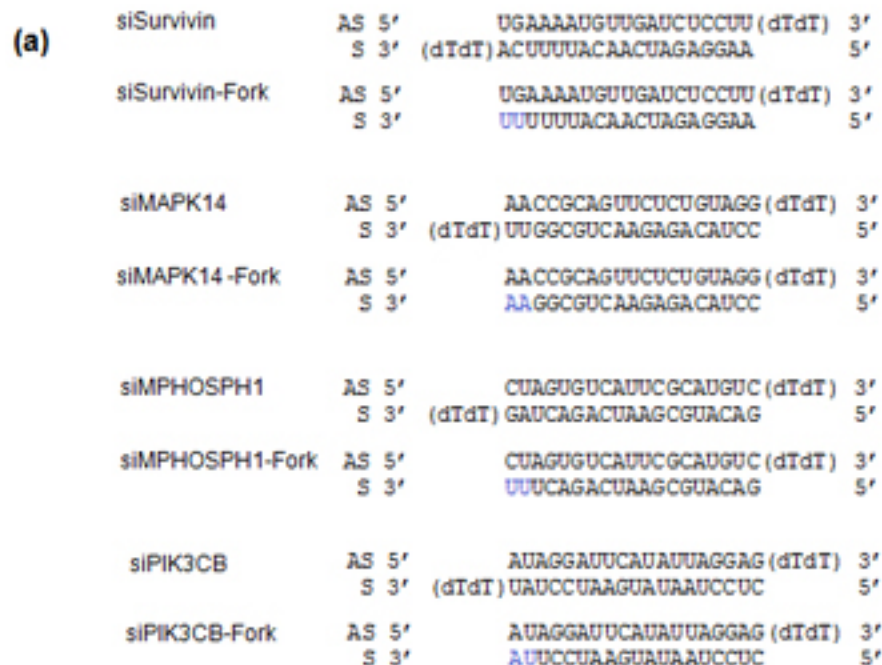 (a)
siSurvivin AS 5' UGAAAAUGUUGAUCUCCUU(dTdT) 3'
S 3' (dTdT)ACUUUUACAACUAGAGGAA 5'
siSurvivin-Fork AS 5' UGAAAAUGUUGAUCUCCUU(dTdT) 3'
S 3' UUUUUUACAACUAGAGGAA 5'
siMAPK14 AS 5' AACCGCAGUUCUCUGUAGG(dTdT) 3'
S 3' (dTdT)UUGGCGUCAAGAGACAUCC 5'
siMAPK14-Fork AS 5' AACCGCAGUUCUCUGUAGG(dTdT) 3'
S 3' AAGGCGUCAAGAGACAUCC 5'
siMPHOSPH1 AS 5' CUAGUGUCAUUCGCAUGUC(dTdT) 3'
S 3' (dTdT)GAUCAGACUAAGCGUACAG 5'
siMPHOSPH1-Fork AS 5' CUAGUGUCAUUCGCAUGUC(dTdT) 3'
S 3' UUUCAGACUAAGCGUACAG 5'
siPIK3CB AS 5' AUAGGAUUCAUAUUAGGAG(dTdT) 3'
S 3' (dTdT)UAUCCUAAGUAUAAUCCUC 5'
siPIK3CB-Fork AS 5' AUAGGAUUCAUAUUAGGAG(dTdT) 3'
S 3' AUUCCUAAGUAUAAUCCUC 5'